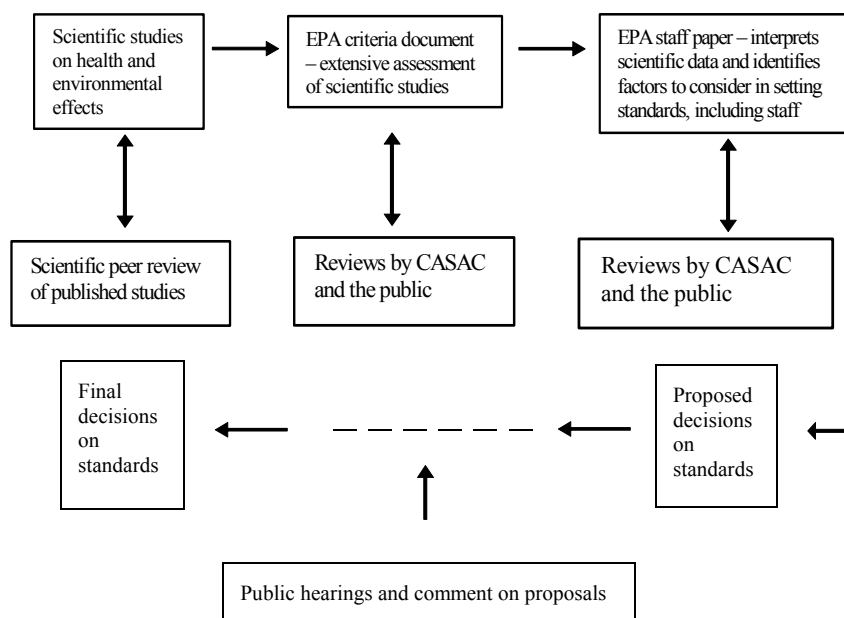 Scientific studies
on health and
environmental
effects
EPA criteria document
– extensive assessment
of scientific studies
EPA staff paper – interprets
scientific data and identifies
factors to consider in setting
standards, including staff
Scientific peer review
of published studies
Reviews by CASAC
and the public
Reviews by CASAC
and the public
Final
decisions
on
standards
Proposed
decisions
on
standards
Public hearings and comment on proposals